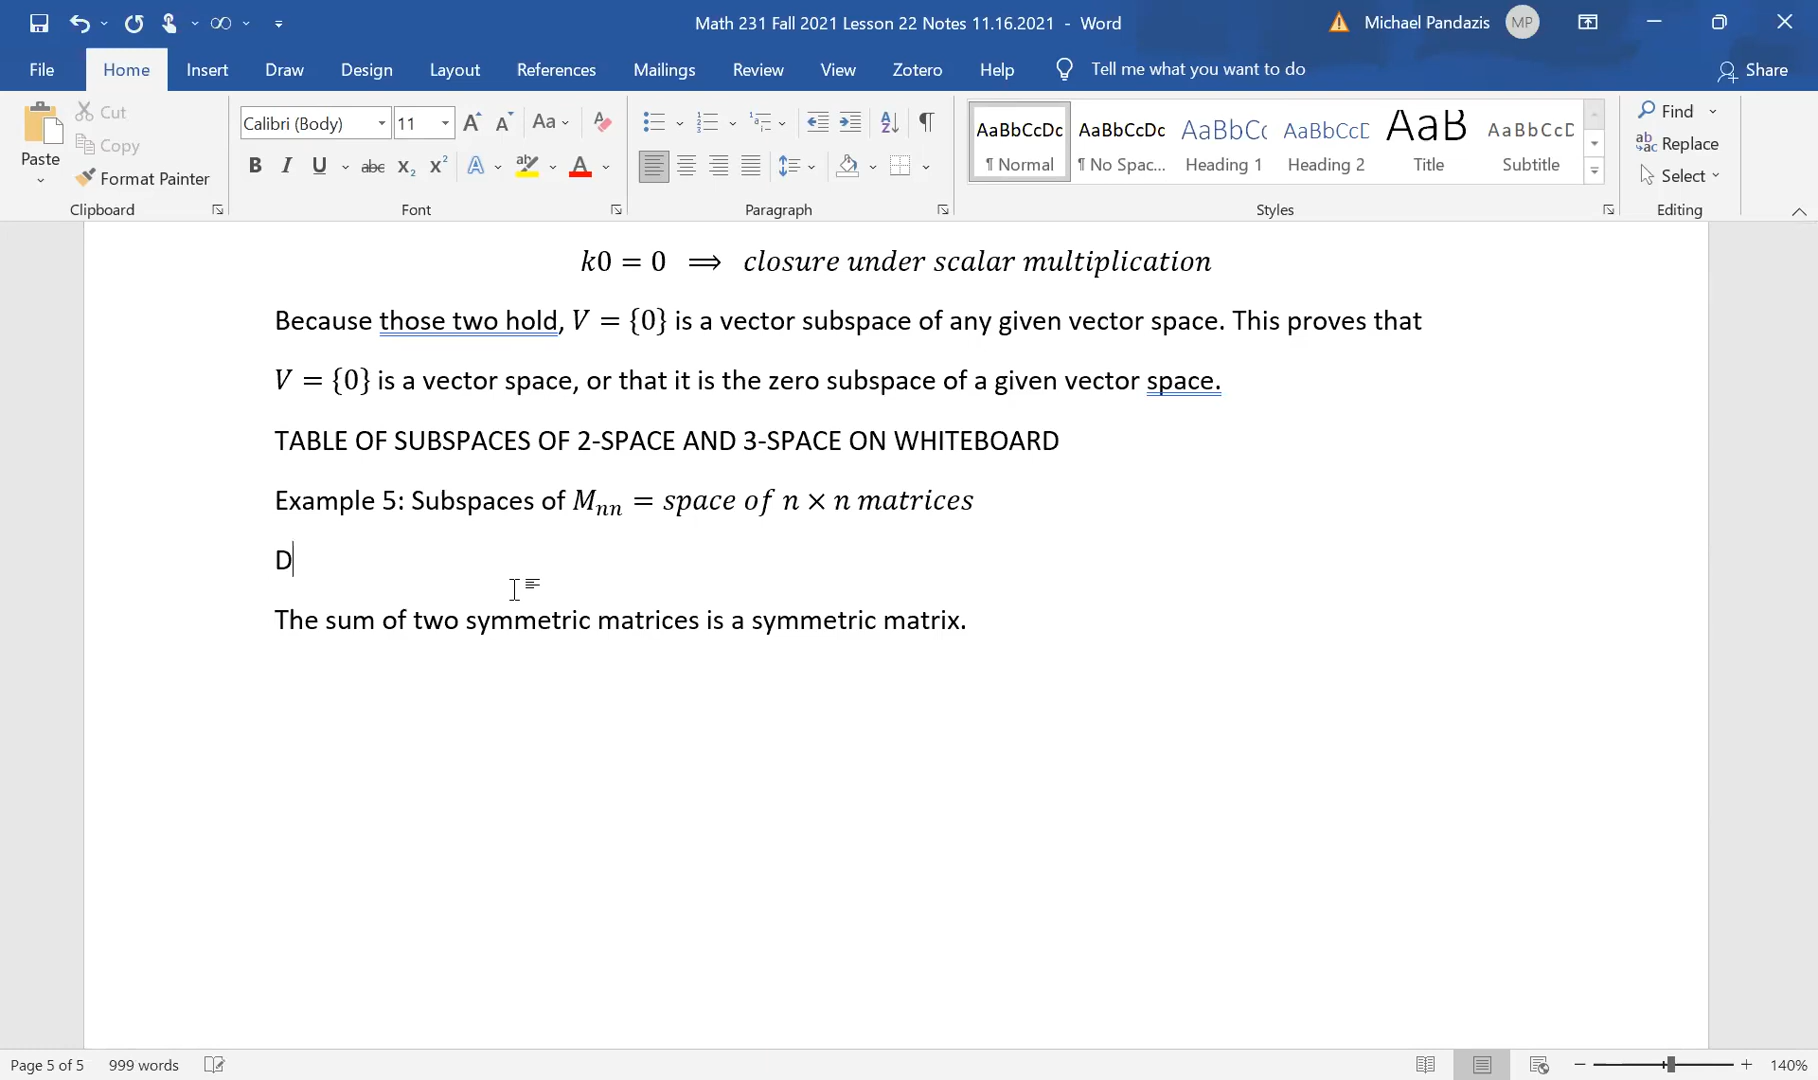 Math 231 Fall 2021 Lesson 22 Notes 11.16.2021 - Word
Michael Pandazis MP
File Home Insert Draw Design Layout References Mailings Review View Zotero Help Tell me what you want to do Share
Paste
Cut
Copy
Format Painter
Clipboard
Calibri (Body) 11
Font
Paragraph
AaBbCcDc ¶ Normal
AaBbCcDc ¶ No Spac...
AaBbCc Heading 1
AaBbCcD Heading 2
AaB Title
AaBbCcD Subtitle
Styles
Find
Replace
Select
Editing
k0 = 0 ⟹ closure under scalar multiplication
Because those two hold, V = {0} is a vector subspace of any given vector space. This proves that
V = {0} is a vector space, or that it is the zero subspace of a given vector space.
TABLE OF SUBSPACES OF 2-SPACE AND 3-SPACE ON WHITEBOARD
Example 5: Subspaces of Mₙₙ = space of n × n matrices
D
The sum of two symmetric matrices is a symmetric matrix.
Page 5 of 5 999 words 140%